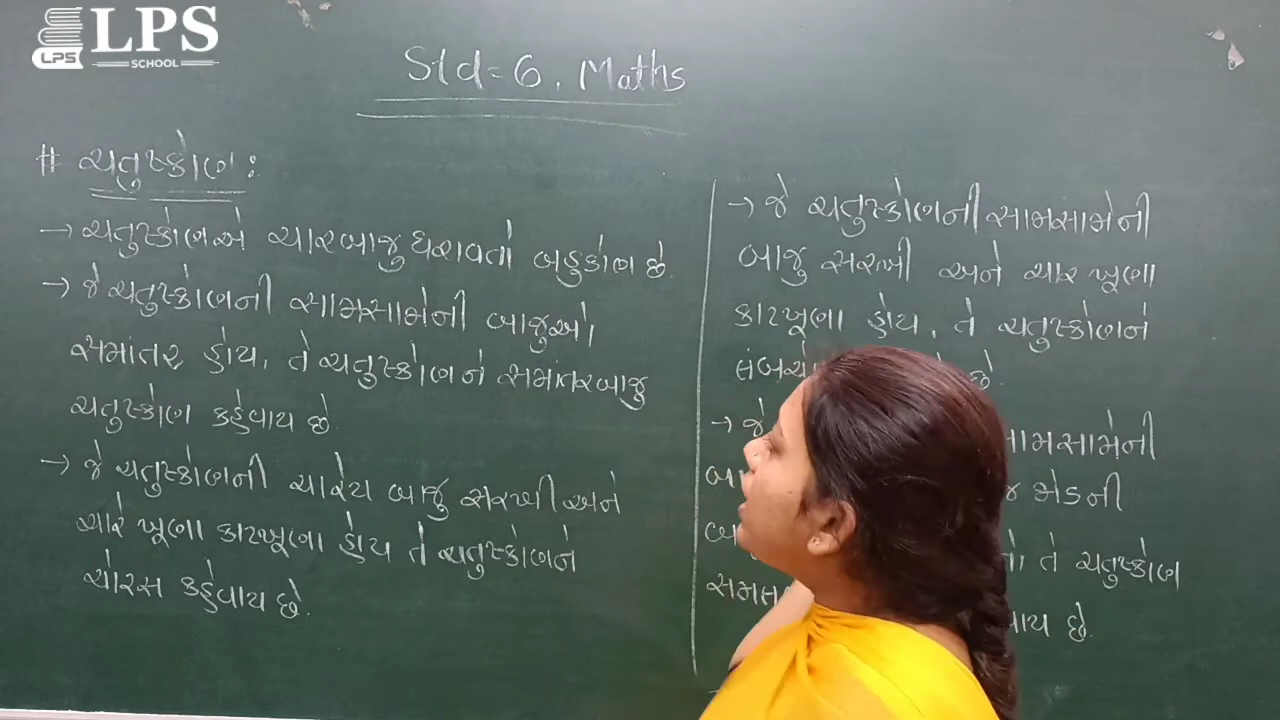 LPS
LPS
SCHOOL
Std = 6, Maths
# ચતુષ્કોણ :
→ ચતુષ્કોણએ ચારબાજુ ધરાવતો બહુકોણ છે.
→ જે ચતુષ્કોણની સામસામેની બાજુઓ
સમાંતર હોય, તે ચતુષ્કોણને સમાંતરબાજુ
ચતુષ્કોણ કહેવાય છે.
→ જે ચતુષ્કોણની ચારેય બાજુ સરખી અને
ચારે ખૂણા કાટખૂણા હોય તે ચતુષ્કોણને
ચોરસ કહેવાય છે.
→ જે ચતુષ્કોણની સામસામેની
બાજુ સરખી અને ચાર ખૂણા
કાટખૂણા હોય, તે ચતુષ્કોણને
છે.
→ જે સામસામેની
જોડની
તે ચતુષ્કોણ
છે.